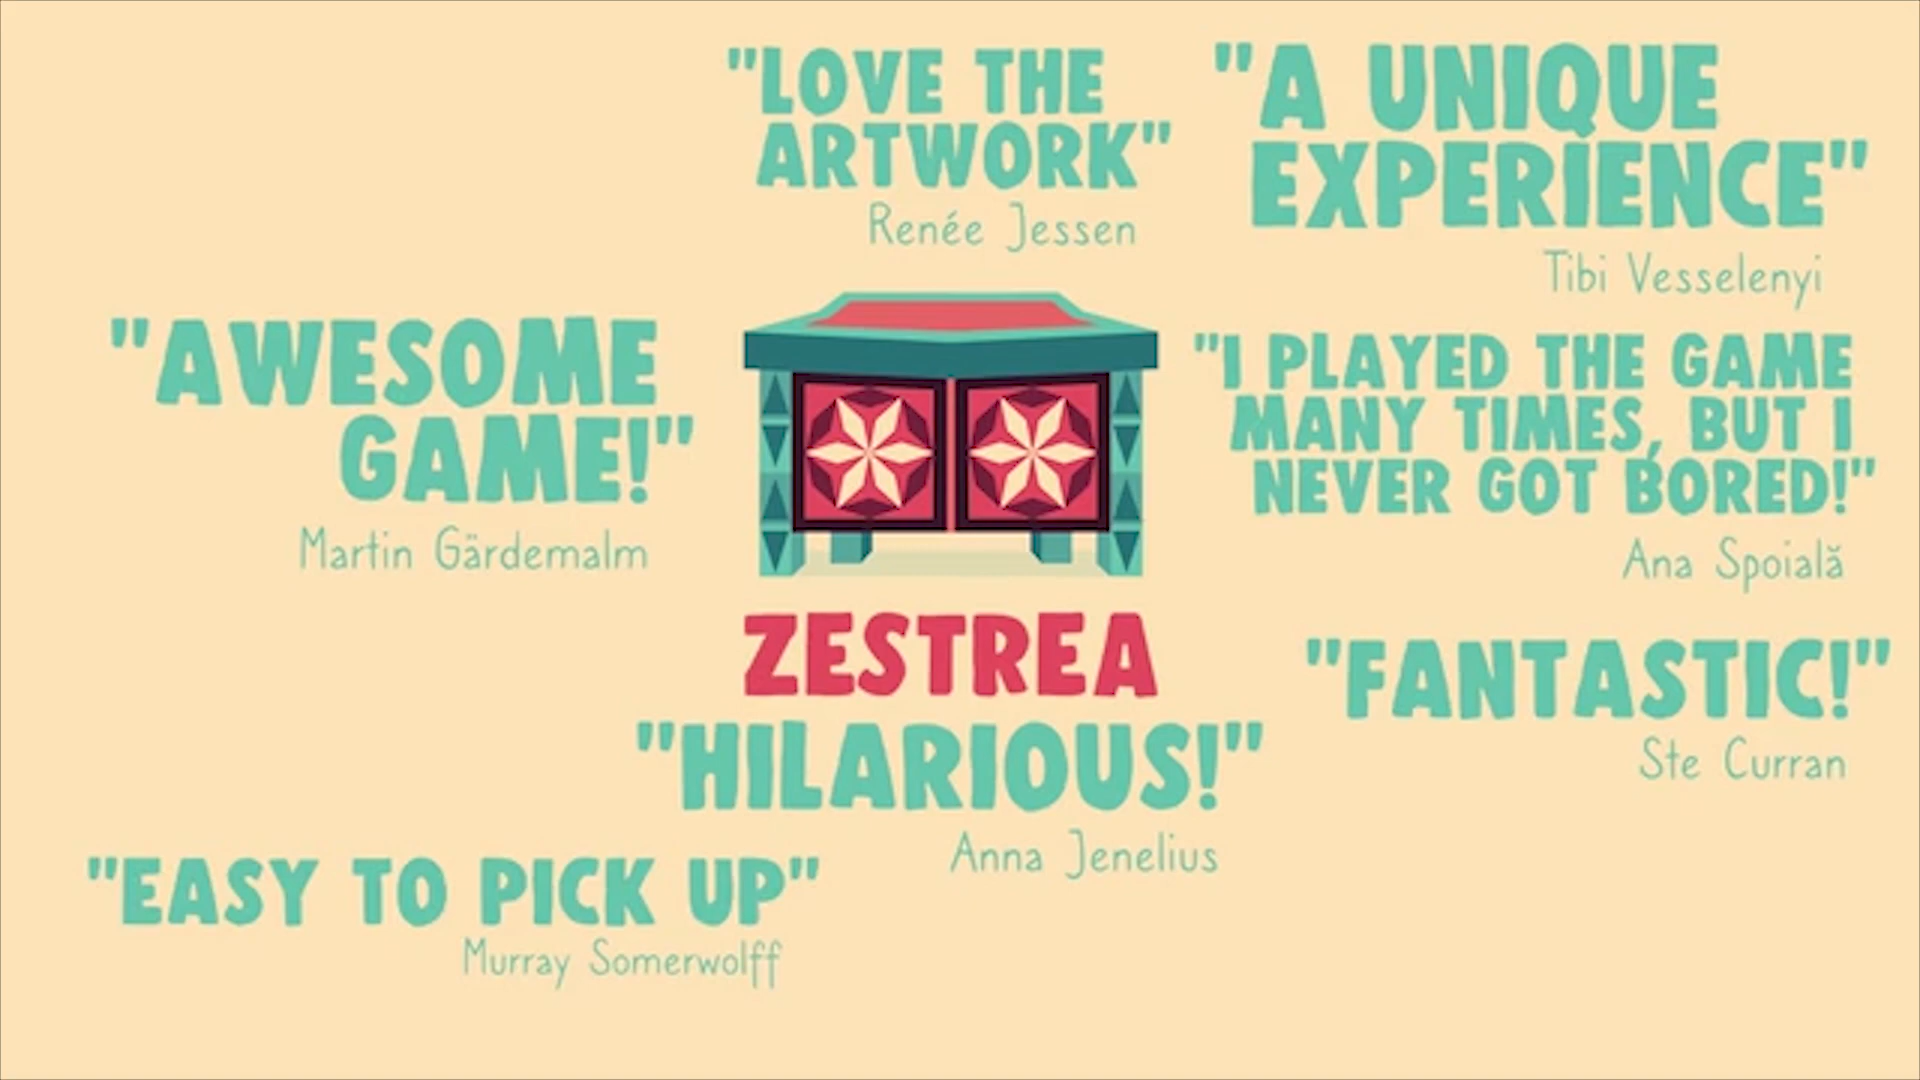 "LOVE THE
ARTWORK"
Renée Jessen
"A UNIQUE
EXPERIENCE"
Tibi Vesselenyi
"AWESOME
GAME!"
Martin Gärdemalm
"I PLAYED THE GAME
MANY TIMES, BUT I
NEVER GOT BORED!"
Ana Spoială
ZESTREA
"FANTASTIC!"
Ste Curran
"HILARIOUS!"
Anna Jenelius
"EASY TO PICK UP"
Murray Somerwolff